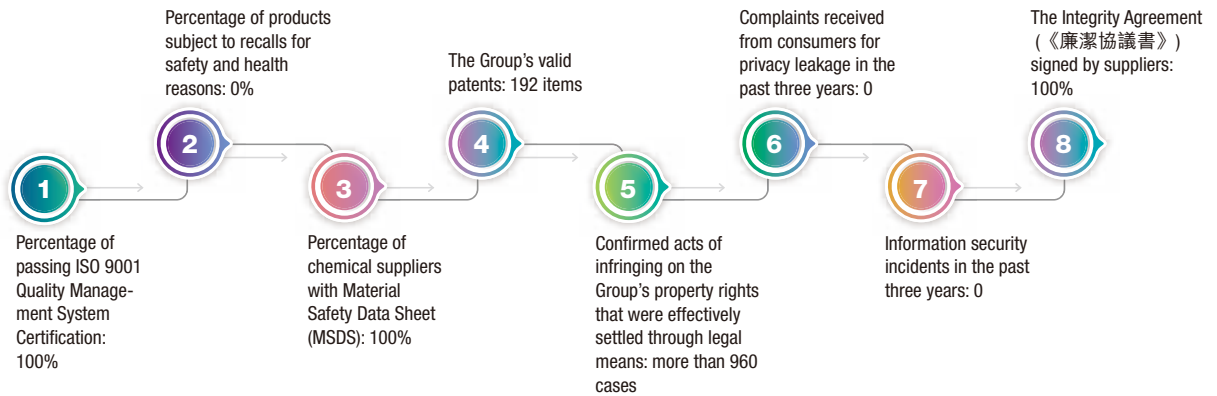 1
Percentage of
passing ISO 9001
Quality Manage-
ment System
Certification:
100%
2
Percentage of products
subject to recalls for
safety and health
reasons: 0%
3
Percentage of
chemical suppliers
with Material
Safety Data Sheet
(MSDS): 100%
4
The Group's valid
patents: 192 items
5
Confirmed acts of
infringing on the
Group's property rights
that were effectively
settled through legal
means: more than 960
cases
6
Complaints received
from consumers for
privacy leakage in the
past three years: 0
7
Information security
incidents in the past
three years: 0
8
The Integrity Agreement
(《廉潔協議書》)
signed by suppliers:
100%